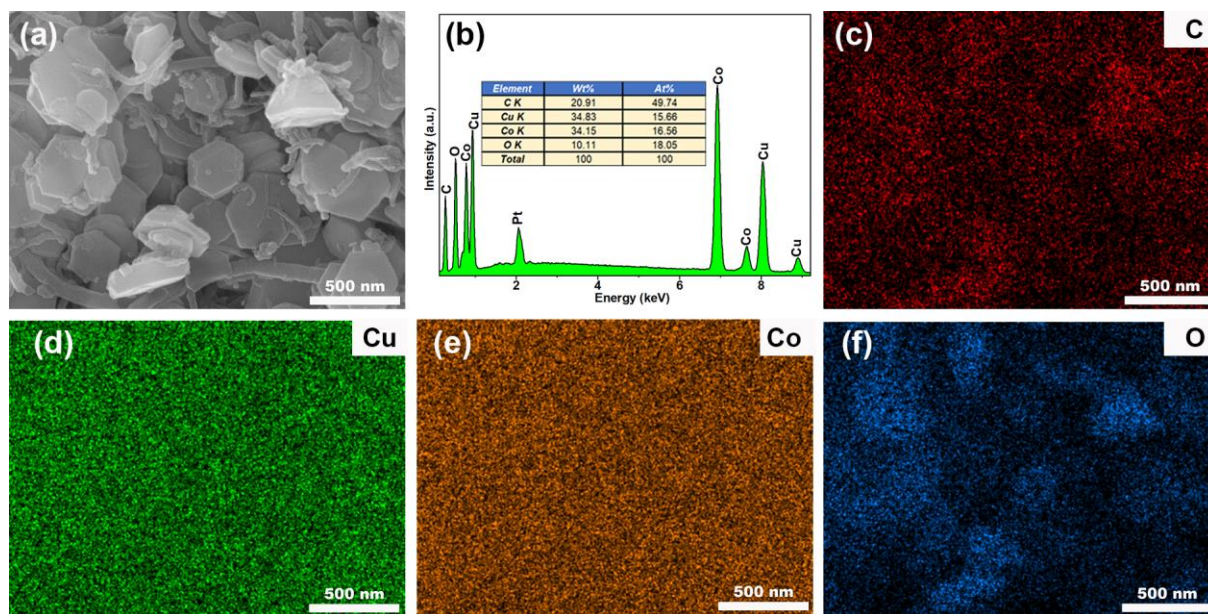 (a)
500 nm
(b)
Intensity (a.u.)
Energy (keV)
C
O
Co
Cu
Pt
Co
Co
Cu
Cu
Element Wt% At%
C K 20.91 49.74
Cu K 34.83 15.66
Co K 34.15 16.56
O K 10.11 18.05
Total 100 100
2 4 6 8
(c)
C
500 nm
(d)
Cu
500 nm
(e)
Co
500 nm
(f)
O
500 nm